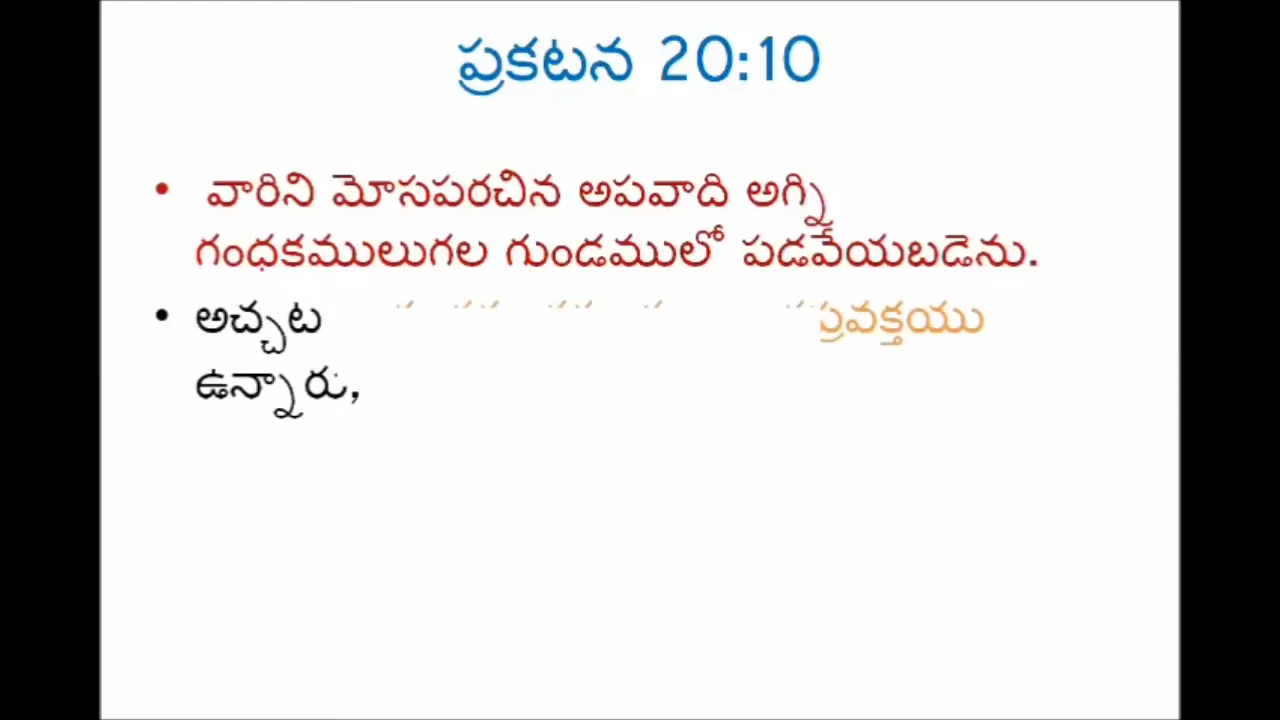 ప్రకటన 20:10
• వారిని మోసపరచిన అపవాది అగ్ని
గంధకములుగల గుండములో పడవేయబడెను.
• అచ్చట ప్రవక్తయు
ఉన్నారు,